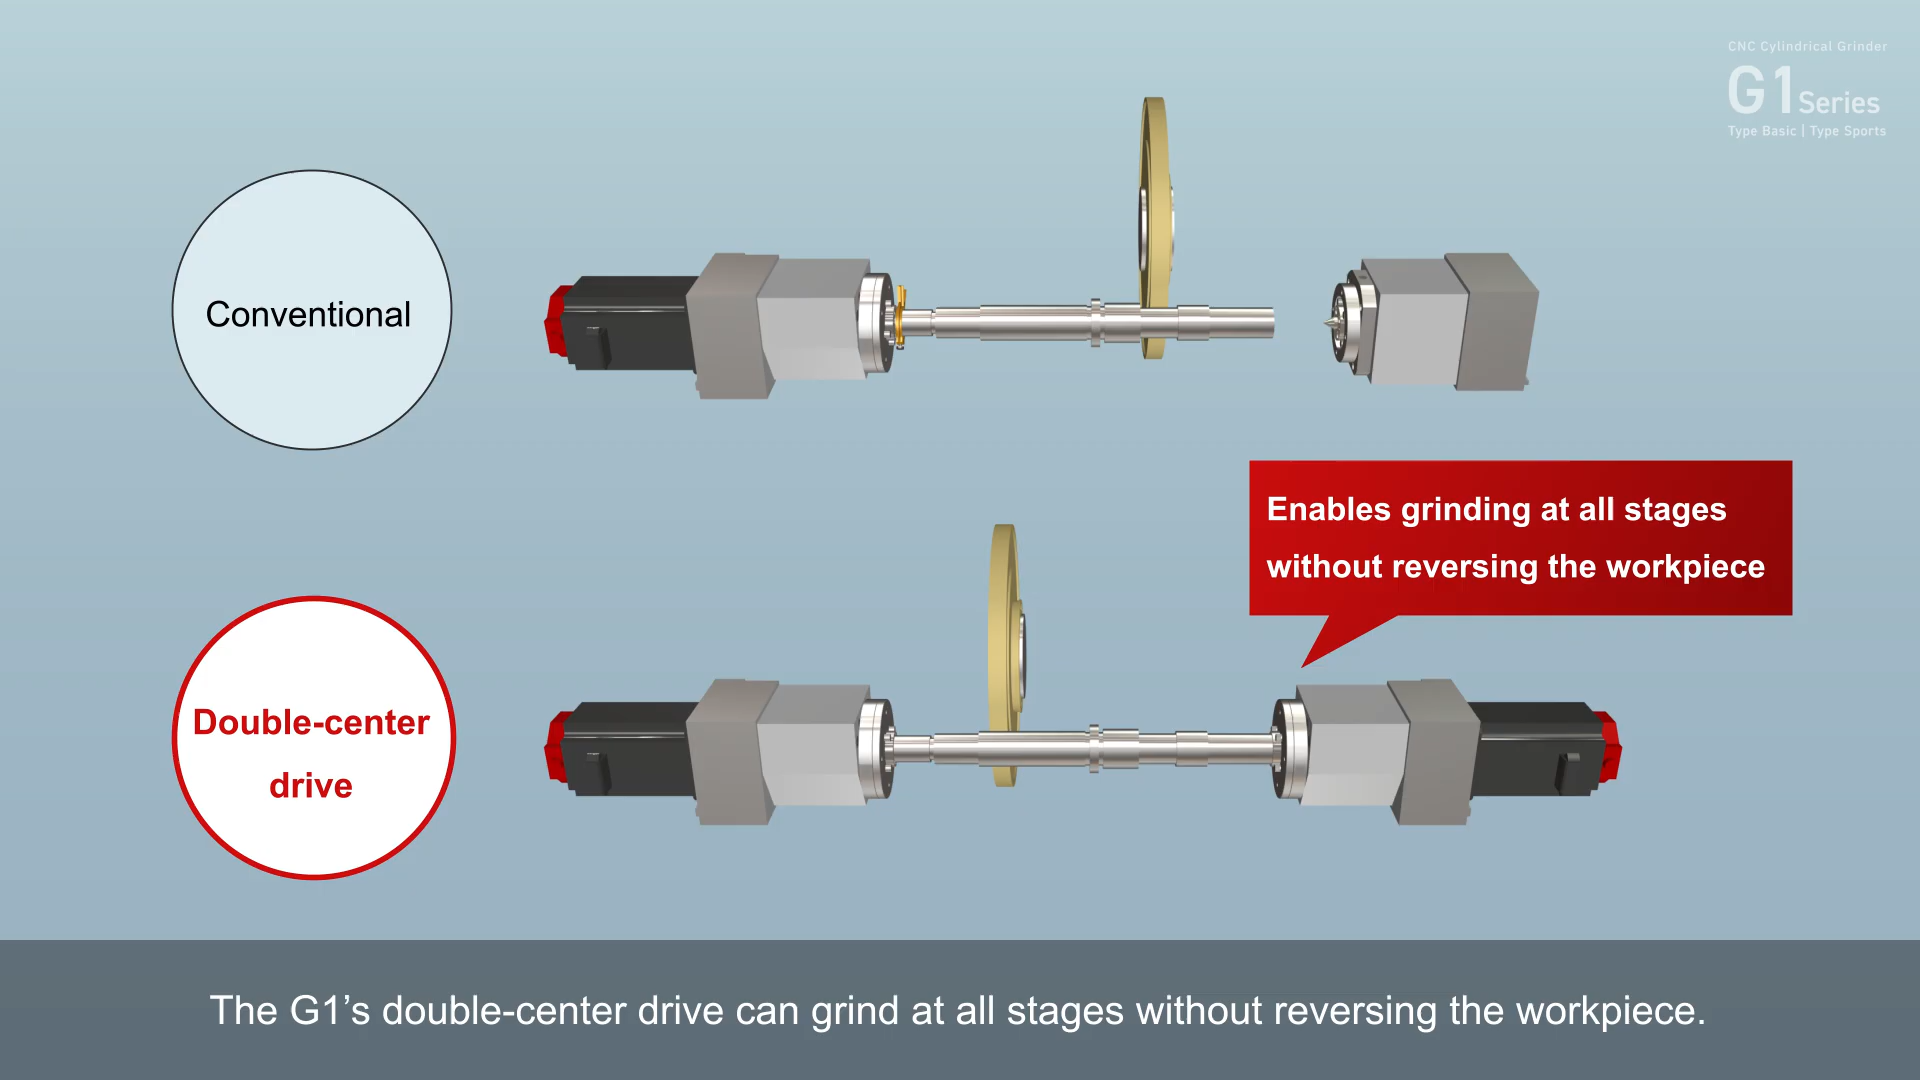 CNC Cylindrical Grinder
G1 Series
Type Basic | Type Sports
Conventional
Enables grinding at all stages
without reversing the workpiece
Double-center
drive
The G1’s double-center drive can grind at all stages without reversing the workpiece.